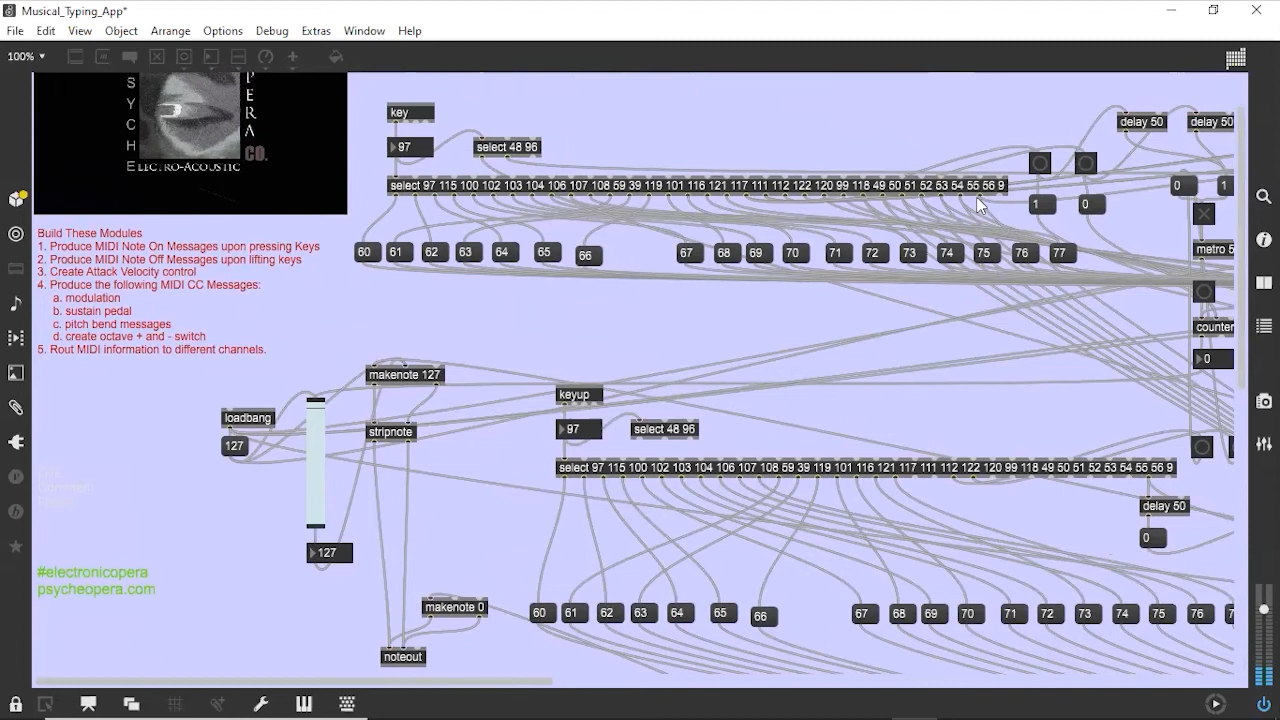 Musical_Typing_App*
File Edit View Object Arrange Options Debug Extras Window Help
100%
PSYCHE
OPERA
CO.
ELECTRO-ACOUSTIC
key
97
select 48 96
select 97 115 100 102 103 104 106 107 108 59 39 119 101 116 121 117 111 112 122 120 99 118 49 50 51 52 53 54 55 56 9
delay 50
delay 50
1
0
0
1
metro 5
counter
0
60 61 62 63 64 65 66 67 68 69 70 71 72 73 74 75 76 77
Build These Modules
1. Produce MIDI Note On Messages upon pressing Keys
2. Produce MIDI Note Off Messages upon lifting keys
3. Create Attack Velocity control
4. Produce the following MIDI CC Messages:
a. modulation
b. sustain pedal
c. pitch bend messages
d. create octave + and - switch
5. Rout MIDI information to different channels.
makenote 127
loadbang
127
stripnote
127
keyup
97
select 48 96
select 97 115 100 102 103 104 106 107 108 59 39 119 101 116 121 117 111 112 122 120 99 118 49 50 51 52 53 54 55 56 9
delay 50
0
#electronicopera
psycheopera.com
makenote 0
noteout
60 61 62 63 64 65 66 67 68 69 70 71 72 73 74 75 76